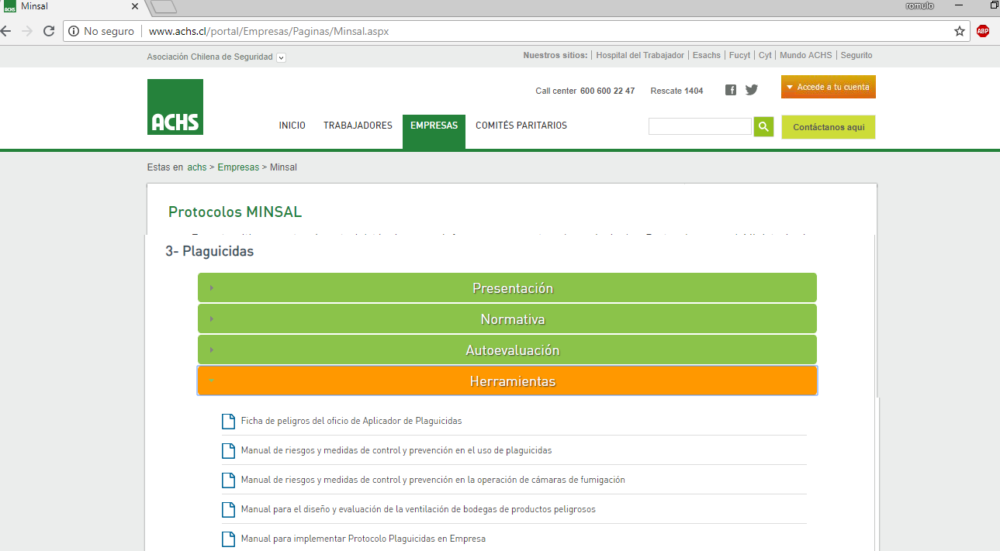 Minsal
romulo
No seguro
www.achs.cl/portal/Empresas/Paginas/Minsal.aspx
ABP
Asociación Chilena de Seguridad
Nuestros sitios: | Hospital del Trabajador | Esachs | Fucyt | Cyt | Mundo ACHS | Segurito
ACHS
Call center 600 600 22 47
Rescate 1404
Accede a tu cuenta
INICIO TRABAJADORES EMPRESAS COMITÉS PARITARIOS
Contáctanos aqui
Estas en achs > Empresas > Minsal
Protocolos MINSAL
3- Plaguicidas
Presentación
Normativa
Autoevaluación
Herramientas
Ficha de peligros del oficio de Aplicador de Plaguicidas
Manual de riesgos y medidas de control y prevención en el uso de plaguicidas
Manual de riesgos y medidas de control y prevención en la operación de cámaras de fumigación
Manual para el diseño y evaluación de la ventilación de bodegas de productos peligrosos
Manual para implementar Protocolo Plaguicidas en Empresa